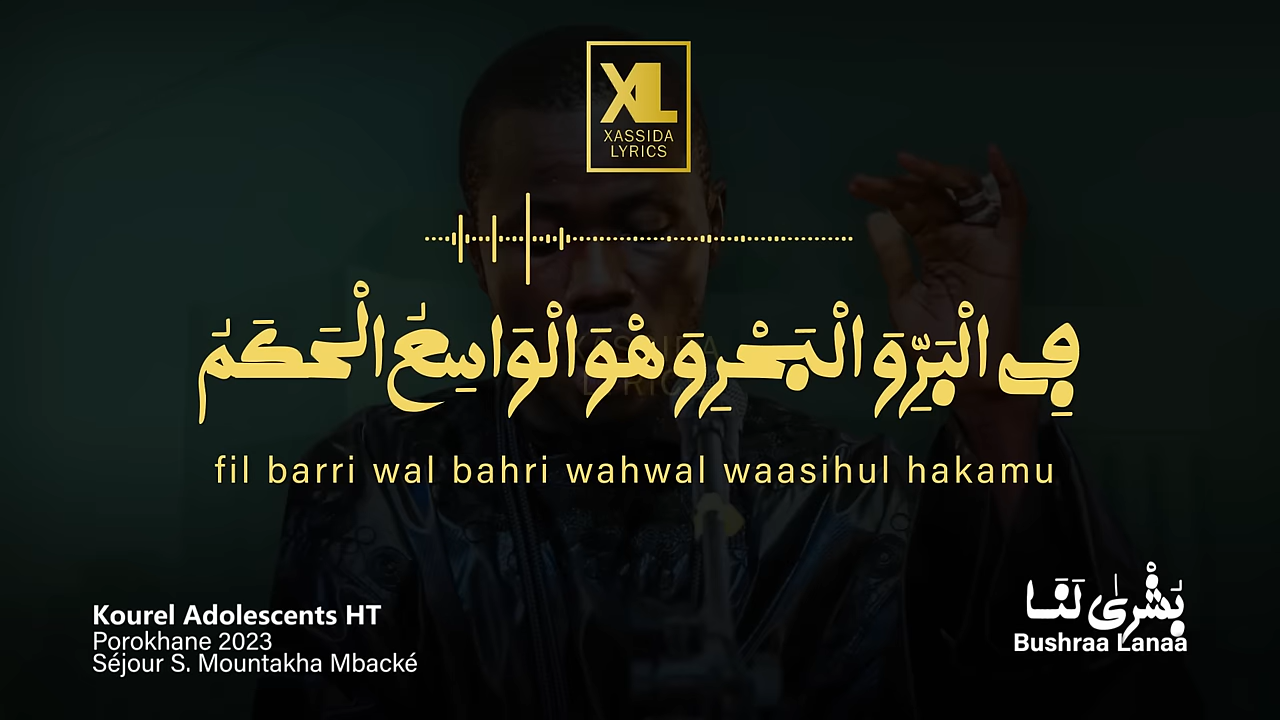 XL
XASSIDA
LYRICS
فِي الْبَرِّ وَالْبَحْرِ وَهْوَ الْوَاسِعُ الْحَكَمُ
fil barri wal bahri wahwal waasihul hakamu
Kourel Adolescents HT
Porokhane 2023
Séjour S. Mountakha Mbacké
بُشْرَىٰ لَنَا
Bushraa Lanaa